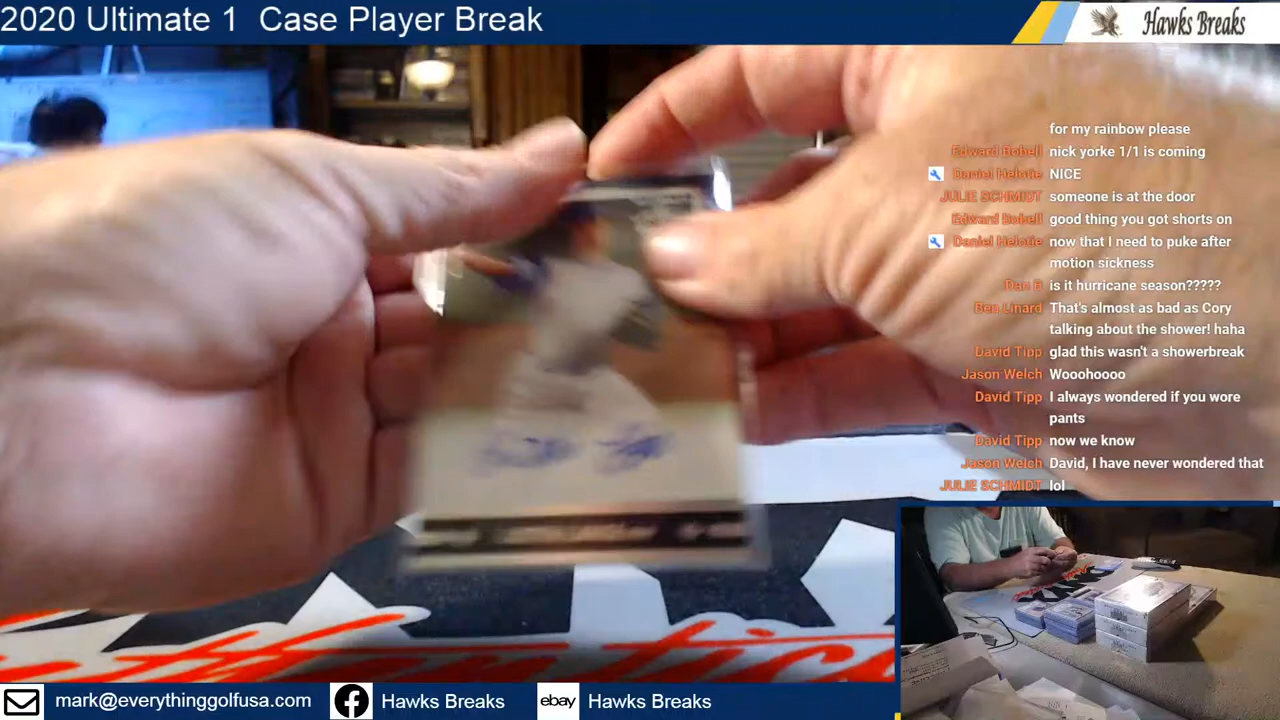 2020 Ultimate 1 Case Player Break
Hawks Breaks
for my rainbow please
Edward Bobell nick yorke 1/1 is coming
Daniel Helotie NICE
JULIE SCHMIDT someone is at the door
Edward Bobell good thing you got shorts on
Daniel Helotie now that I need to puke after
motion sickness
Dan B is it hurricane season?????
Ben Linard That's almost as bad as Cory
talking about the shower! haha
David Tipp glad this wasn't a showerbreak
Jason Welch Wooohoooo
David Tipp I always wondered if you wore
pants
David Tipp now we know
Jason Welch David, I have never wondered that
JULIE SCHMIDT lol
mark@everythinggolfusa.com
Hawks Breaks
ebay
Hawks Breaks